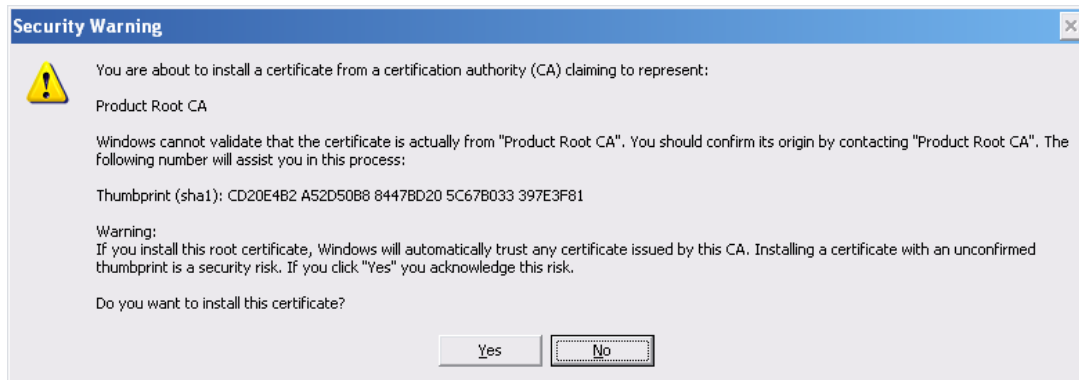 Security Warning
You are about to install a certificate from a certification authority (CA) claiming to represent:
Product Root CA
Windows cannot validate that the certificate is actually from "Product Root CA". You should confirm its origin by contacting "Product Root CA". The
following number will assist you in this process:
Thumbprint (sha1): CD20E4B2 A52D50B8 8447BD20 5C67B033 397E3F81
Warning:
If you install this root certificate, Windows will automatically trust any certificate issued by this CA. Installing a certificate with an unconfirmed
thumbprint is a security risk. If you click "Yes" you acknowledge this risk.
Do you want to install this certificate?
Yes
No